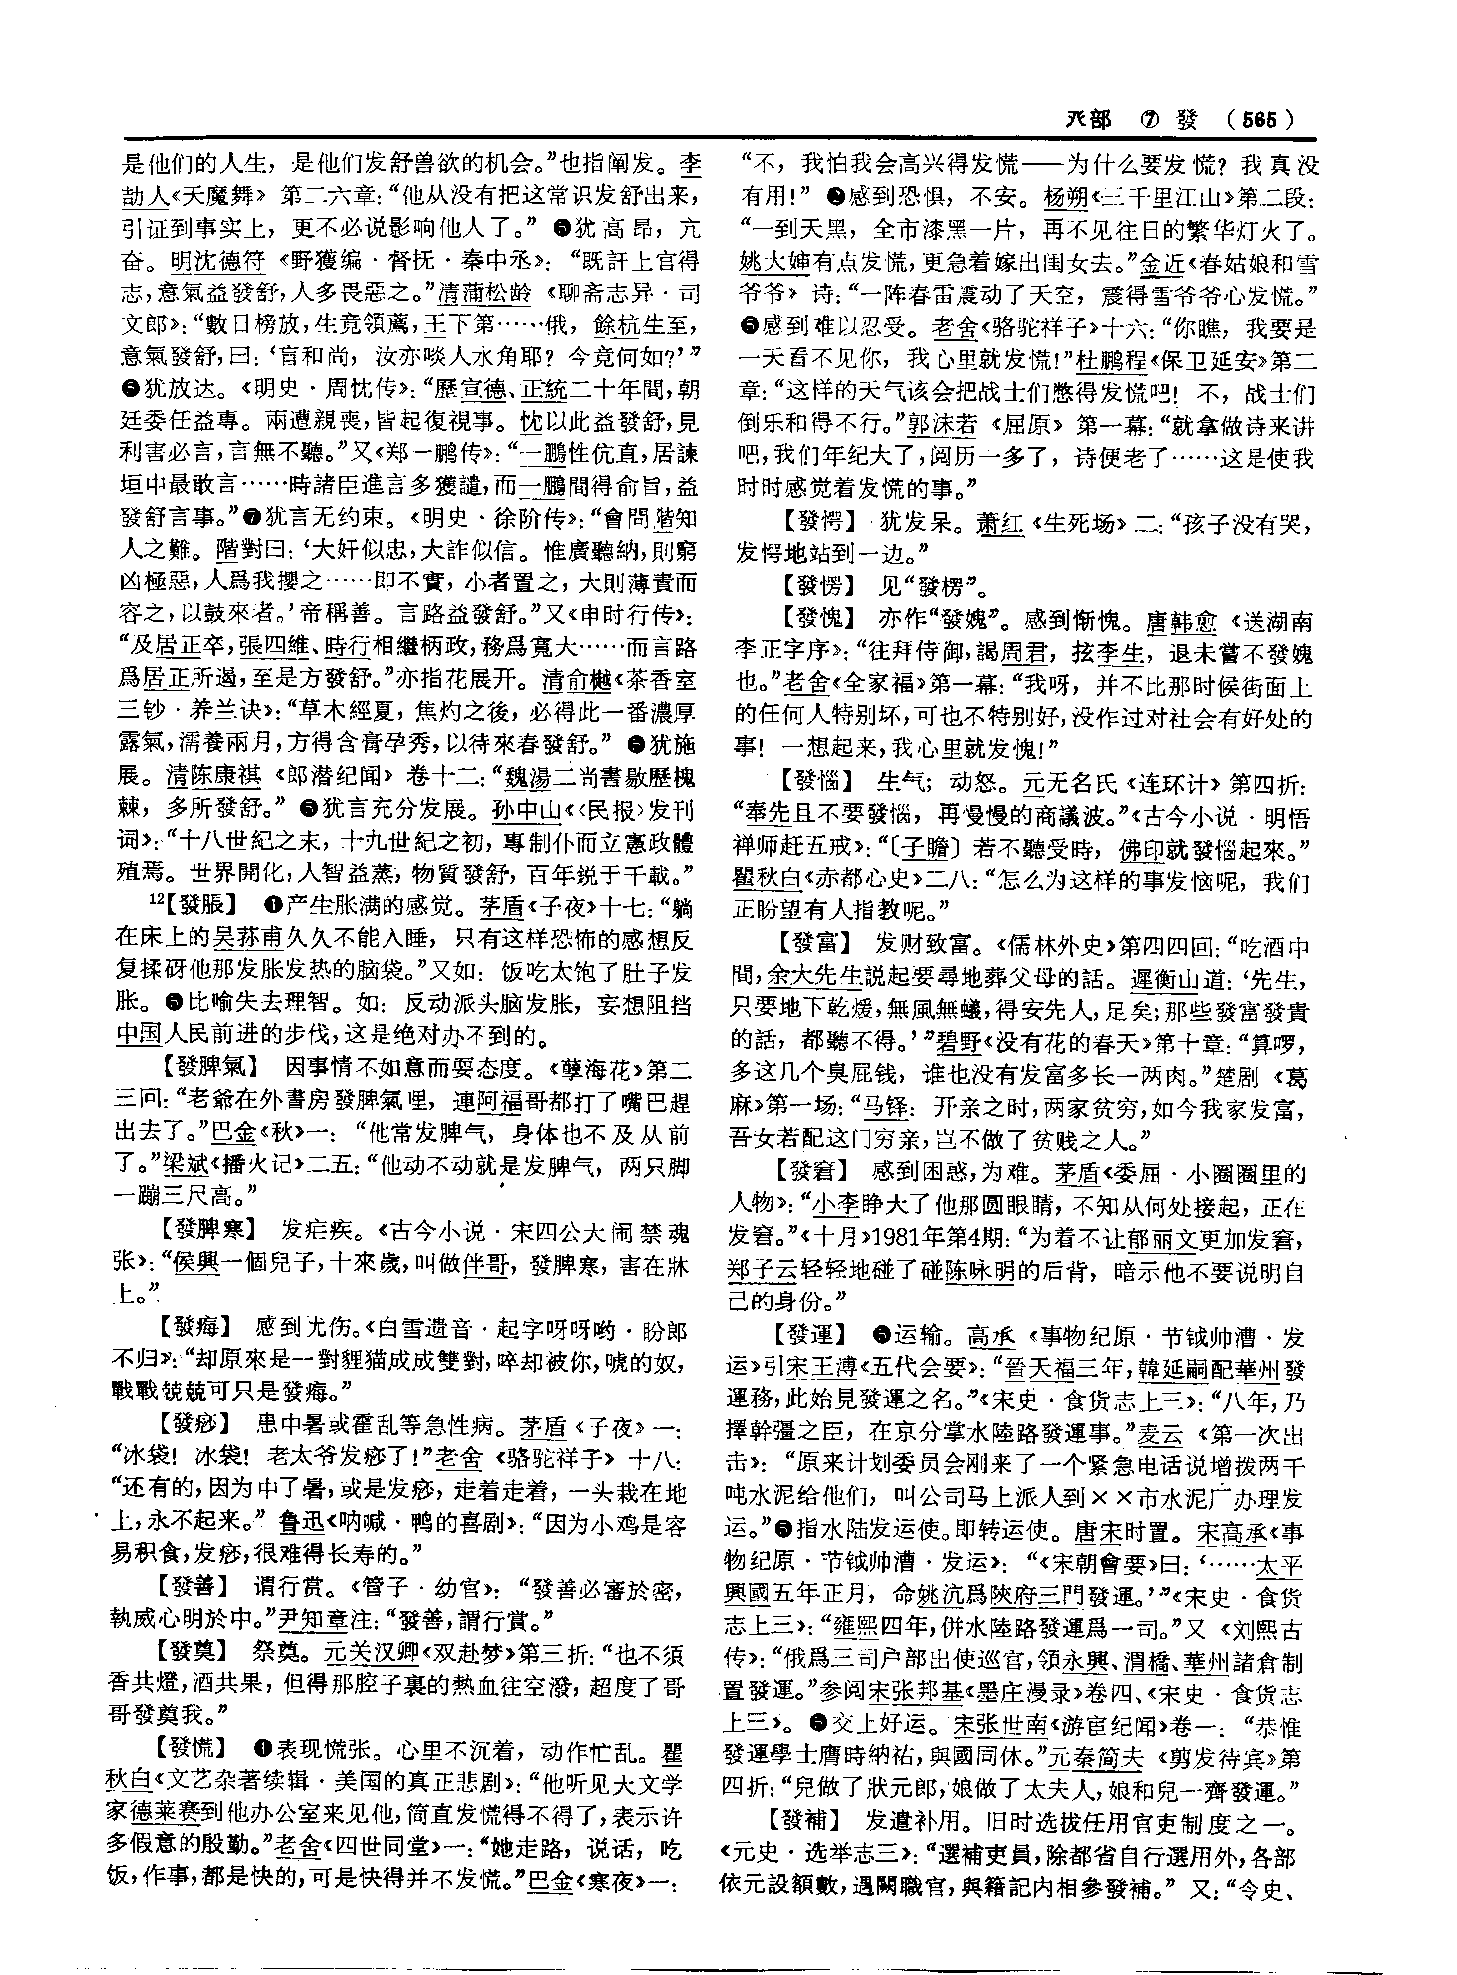 癶部 ⑦ 發 （565）
是他们的人生，是他们发舒兽欲的机会。”也指阐发。李
劼人《天魔舞》第二六章：“他从没有把这常识发舒出来，
引证到事实上，更不必说影响他人了。”❺犹高昂，亢
奋。明沈德符《野獲编·督抚·秦中丞》：“既訐上官得
志，意氣益發舒，人多畏惡之。”清蒲松龄《聊斋志异·司
文郎》：“數日榜放，生竟領薦，王下第……俄，餘杭生至，
意氣發舒，曰：‘盲和尚，汝亦啖人水角耶？今竟何如？’”
犹放达。《明史·周忱传》：“歷宣德、正統二十年間，朝
廷委任益專。兩遭親喪，皆起復視事。忱以此益發舒，見
利害必言，言無不聽。”又《郑一鹏传》：“一鵬性伉直，居諫
垣中最敢言……時諸臣進言多獲譴，而一鵬間得俞旨，益
發舒言事。”❼犹言无约束。《明史·徐阶传》：“會問階知
人之難。階對曰：‘大奸似忠，大詐似信。惟廣聽納，則窮
凶極惡，人爲我攖之……即不實，小者置之，大則薄責而
容之，以鼓來者。’帝稱善。言路益發舒。”又《申时行传》：
“及居正卒，張四維、時行相繼柄政，務爲寬大……而言路
爲居正所遏，至是方發舒。”亦指花展开。清俞樾《茶香室
三钞·养兰诀》：“草木經夏，焦灼之後，必得此一番濃厚
露氣，濡養兩月，方得含膏孕秀，以待來春發舒。”犹施
展。清陈康祺《郎潜纪闻》卷十二：“魏湯二尚書敭歷槐
棘，多所發舒。”犹言充分发展。孙中山《〈民报〉发刊
词》：“十八世紀之末，十九世紀之初，專制仆而立憲政體
殖焉。世界開化，人智益蒸，物質發舒，百年锐于千載。”
12【發脹】 ❶产生胀满的感觉。茅盾《子夜》十七：“躺
在床上的吴荪甫久久不能入睡，只有这样恐怖的感想反
复揉砑他那发胀发热的脑袋。”又如：饭吃太饱了肚子发
胀。比喻失去理智。如：反动派头脑发胀，妄想阻挡
中国人民前进的步伐，这是绝对办不到的。
【發脾氣】 因事情不如意而耍态度。《孽海花》第二
三回：“老爺在外書房發脾氣哩，連阿福哥都打了嘴巴趕
出去了。”巴金《秋》一：“他常发脾气，身体也不及从前
了。”梁斌《播火记》二五：“他动不动就是发脾气，两只脚
一蹦三尺高。”
【發脾寒】 发疟疾。《古今小说·宋四公大闹禁魂
张》：“侯興一個兒子，十來歲，叫做伴哥，發脾寒，害在牀
上。”
【發痗】 感到尤伤。《白雪遗音·起字呀呀哟·盼郎
不归》：“却原來是一對貍猫成成雙對，啐却被你，唬的奴，
戰戰兢兢可只是發痗。”
【發痧】 患中暑或霍乱等急性病。茅盾《子夜》一：
“冰袋！冰袋！老太爷发痧了！”老舍《骆驼祥子》十八：
“还有的，因为中了暑，或是发痧，走着走着，一头栽在地
上，永不起来。”鲁迅《呐喊·鸭的喜剧》：“因为小鸡是容
易积食，发痧，很难得长寿的。”
【發善】 谓行赏。《管子·幼官》：“發善必審於密，
執威心明於中。”尹知章注：“發善，謂行賞。”
【發奠】 祭奠。元关汉卿《双赴梦》第三折：“也不须
香共燈，酒共果，但得那腔子裏的熱血往空潑，超度了哥
哥發奠我。”
【發慌】 ❶表现慌张。心里不沉着，动作忙乱。瞿
秋白《文艺杂著续辑·美国的真正悲剧》：“他听见大文学
家德莱赛到他办公室来见他，简直发慌得不得了，表示许
多假意的殷勤。”老舍《四世同堂》一：“她走路，说话，吃
饭，作事，都是快的，可是快得并不发慌。”巴金《寒夜》一：
“不，我怕我会高兴得发慌——为什么要发慌？我真没
有用！”❷感到恐惧，不安。杨朔《三千里江山》第二段：
“一到天黑，全市漆黑一片，再不见往日的繁华灯火了。
姚大婶有点发慌，更急着嫁出闺女去。”金近《春姑娘和雪
爷爷》诗：“一阵春雷震动了天空，震得雪爷爷心发慌。”
感到难以忍受。老舍《骆驼祥子》十六：“你瞧，我要是
一天看不见你，我心里就发慌！”杜鹏程《保卫延安》第二
章：“这样的天气该会把战士们憋得发慌吧！不，战士们
倒乐和得不行。”郭沫若《屈原》第一幕：“就拿做诗来讲
吧，我们年纪大了，阅历一多了，诗便老了……这是使我
时时感觉着发慌的事。”
【發愕】 犹发呆。萧红《生死场》二：“孩子没有哭，
发愕地站到一边。”
【發愣】 见“發楞”。
【發愧】 亦作“發媿”。感到惭愧。唐韩愈《送湖南
李正字序》：“往拜侍御，謁周君，抵李生，退未嘗不發媿
也。”老舍《全家福》第一幕：“我呀，并不比那时候街面上
的任何人特别坏，可也不特别好，没作过对社会有好处的
事！一想起来，我心里就发愧！”
【發惱】 生气；动怒。元无名氏《连环计》第四折：
“奉先且不要發惱，再慢慢的商議波。”《古今小说·明悟
禅师赶五戒》：“〔子瞻〕若不聽受時，佛印就發惱起來。”
瞿秋白《赤都心史》二八：“怎么为这样的事发恼呢，我们
正盼望有人指教呢。”
【發富】 发财致富。《儒林外史》第四四回：“吃酒中
間，余大先生説起要尋地葬父母的話。遲衡山道：‘先生，
只要地下乾煖，無風無蟻，得安先人，足矣；那些發富發貴
的話，都聽不得。’”碧野《没有花的春天》第十章：“算啰，
多这几个臭屁钱，谁也没有发富多长一两肉。”楚剧《葛
麻》第一场：“马铎：开亲之时，两家贫穷，如今我家发富，
吾女若配这门穷亲，岂不做了贫贱之人。”
【發窘】 感到困惑，为难。茅盾《委屈·小圈圈里的
人物》：“小李睁大了他那圆眼睛，不知从何处接起，正在
发窘。”《十月》1981年第4期：“为着不让郁丽文更加发窘，
郑子云轻轻地碰了碰陈咏明的后背，暗示他不要说明自
己的身份。”
【發運】 运输。高承《事物纪原·节钺帅漕·发
运》引宋王溥《五代会要》：“晉天福三年，韓延嗣配華州發
運務，此始見發運之名。”《宋史·食货志上三》：“八年，乃
擇幹彊之臣，在京分掌水陸路發運事。”麦云《第一次出
击》：“原来计划委员会刚来了一个紧急电话说增拨两千
吨水泥给他们，叫公司马上派人到××市水泥厂办理发
运。”指水陆发运使。即转运使。唐宋时置。宋高承《事
物纪原·节钺帅漕·发运》：“《宋朝會要》曰：‘……太平
興國五年正月，命姚沆爲陝府三門發運。’”《宋史·食货
志上三》：“雍熙四年，併水陸路發運爲一司。”又《刘熙古
传》：“俄爲三司户部出使巡官，領永興、渭橋、華州諸倉制
置發運。”参阅宋张邦基《墨庄漫录》卷四、《宋史·食货志
上三》。交上好运。宋张世南《游宦纪闻》卷一：“恭惟
發運學士膺時納祐，與國同休。”元秦简夫《剪发待宾》第
四折：“兒做了狀元郎，娘做了太夫人，娘和兒一齊發運。”
【發補】 发遣补用。旧时选拔任用官吏制度之一。
《元史·选举志三》：“選補吏員，除都省自行選用外，各部
依元設額數，遇闕職官，與籍記内相參發補。”又：“令史、